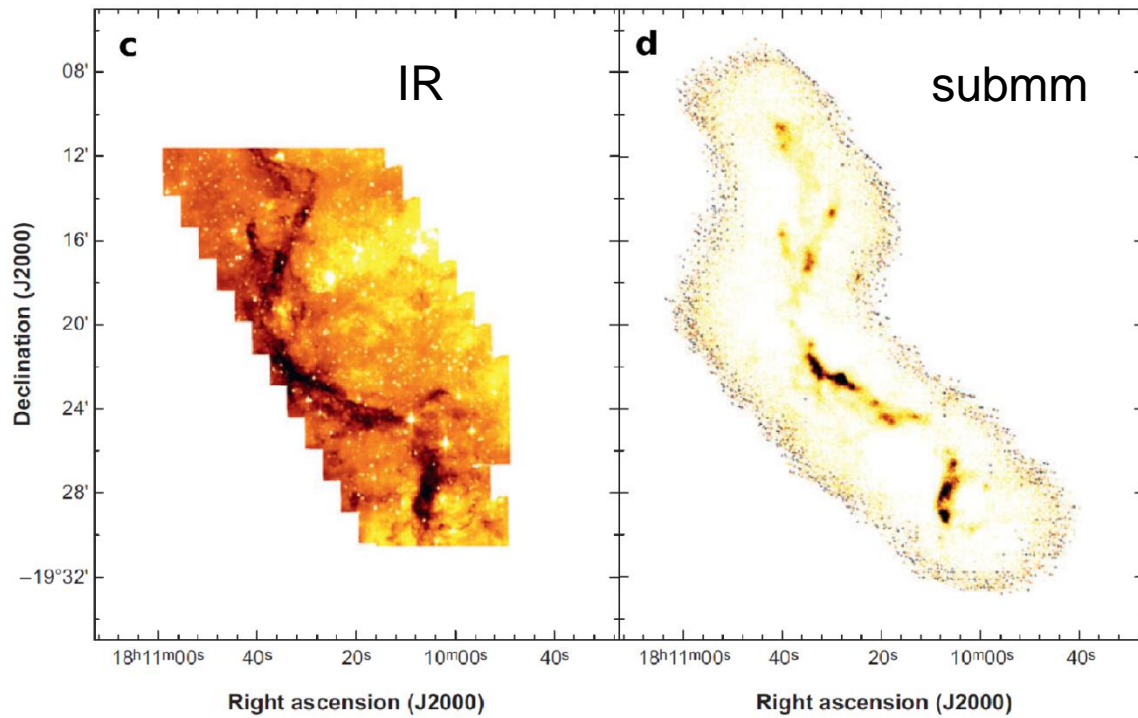 c
IR
d
submm
08'
12'
16'
20'
24'
28'
−19°32'
Declination (J2000)
18ʰ11ᵐ00ˢ 40ˢ 20ˢ 10ᵐ00ˢ 40ˢ
18ʰ11ᵐ00ˢ 40ˢ 20ˢ 10ᵐ00ˢ 40ˢ
Right ascension (J2000)
Right ascension (J2000)